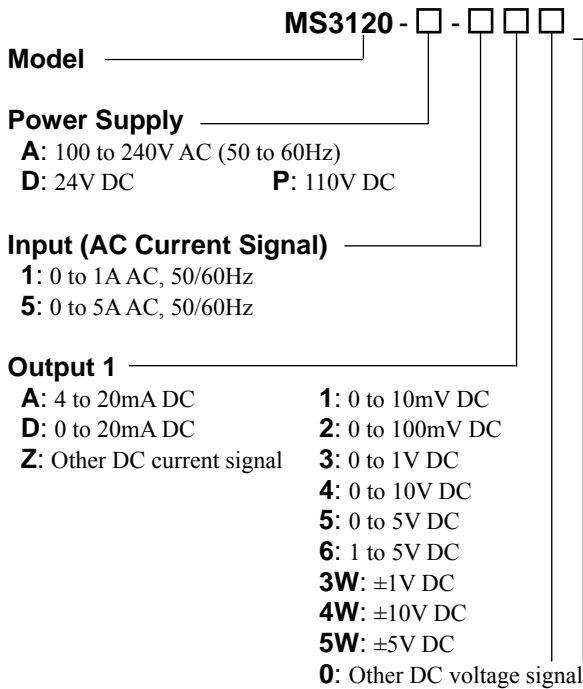 MS3120 - □ - □ □ □
Model
Power Supply
A: 100 to 240V AC (50 to 60Hz)
D: 24V DC P: 110V DC
Input (AC Current Signal)
1: 0 to 1A AC, 50/60Hz
5: 0 to 5A AC, 50/60Hz
Output 1
A: 4 to 20mA DC
D: 0 to 20mA DC
Z: Other DC current signal
1: 0 to 10mV DC
2: 0 to 100mV DC
3: 0 to 1V DC
4: 0 to 10V DC
5: 0 to 5V DC
6: 1 to 5V DC
3W: ±1V DC
4W: ±10V DC
5W: ±5V DC
0: Other DC voltage signal